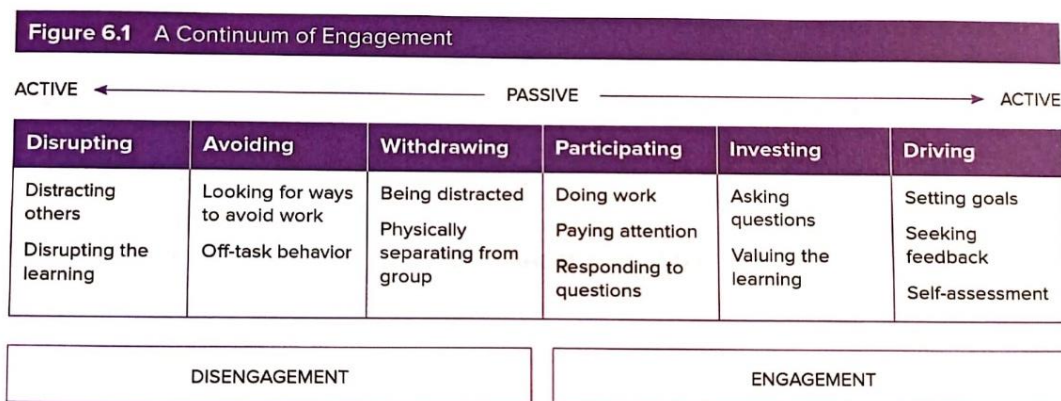 Figure 6.1 A Continuum of Engagement
ACTIVE PASSIVE ACTIVE
Disrupting
Distracting
others
Disrupting the
learning
Avoiding
Looking for ways
to avoid work
Off-task behavior
Withdrawing
Being distracted
Physically
separating from
group
Participating
Doing work
Paying attention
Responding to
questions
Investing
Asking
questions
Valuing the
learning
Driving
Setting goals
Seeking
feedback
Self-assessment
DISENGAGEMENT
ENGAGEMENT